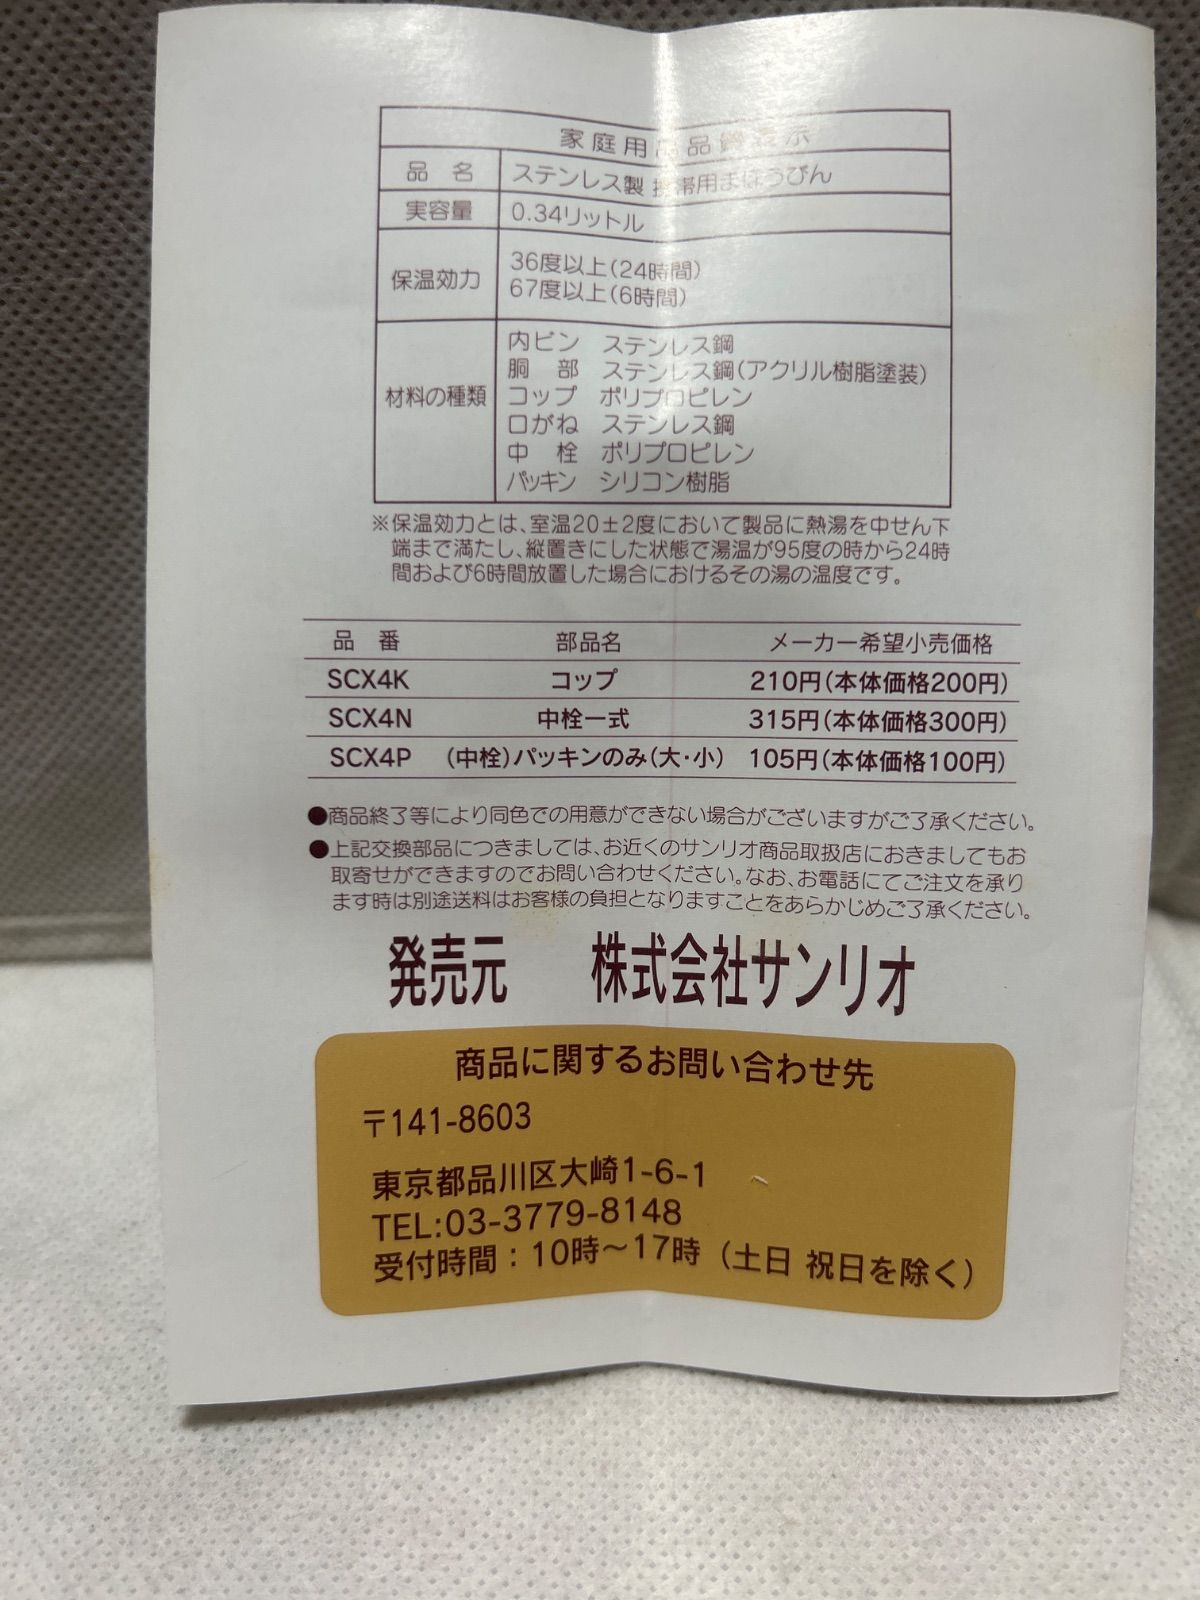 家庭用品品質表示
品 名 ステンレス製 携帯用まほうびん
実容量 0.34リットル
保温効力 36度以上(24時間)
67度以上(6時間)
材料の種類
内ビン ステンレス鋼
胴 部 ステンレス鋼(アクリル樹脂塗装)
コップ ポリプロピレン
口がね ステンレス鋼
中 栓 ポリプロピレン
パッキン シリコン樹脂
※保温効力とは、室温20±2度において製品に熱湯を中せん下
端まで満たし、縦置きにした状態で湯温が95度の時から24時
間および6時間放置した場合におけるその湯の温度です。
品 番 部品名 メーカー希望小売価格
SCX4K コップ 210円(本体価格200円)
SCX4N 中栓一式 315円(本体価格300円)
SCX4P (中栓)パッキンのみ(大・小) 105円(本体価格100円)
●商品終了等により同色での用意ができない場合がございますがご了承ください。
●上記交換部品につきましては、お近くのサンリオ商品取扱店におきましてもお
取寄せができますのでお問い合わせください。なお、お電話にてご注文を承り
ます時は別途送料はお客様の負担となりますことをあらかじめご了承ください。
発売元 株式会社サンリオ
商品に関するお問い合わせ先
〒141-8603
東京都品川区大崎1-6-1
TEL:03-3779-8148
受付時間：10時～17時（土日 祝日を除く）